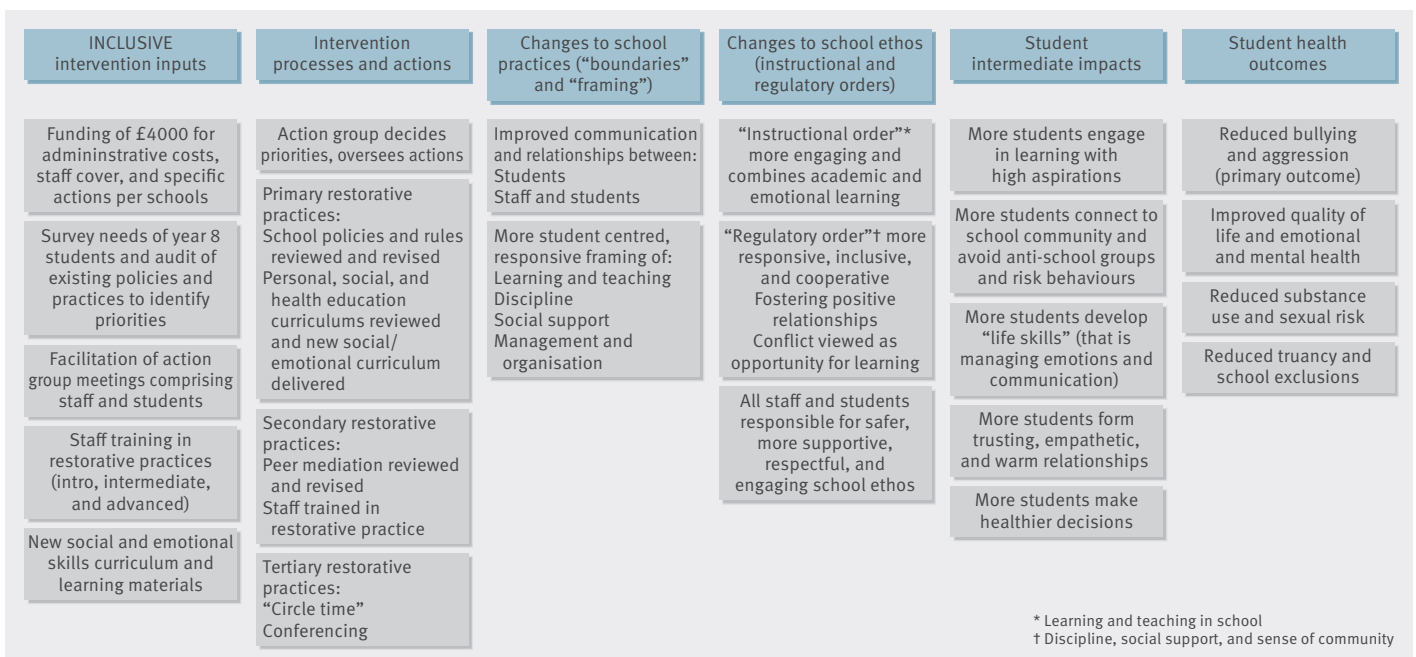 INCLUSIVE
intervention inputs
Funding of £4000 for
admininstrative costs,
staff cover, and specific
actions per schools
Survey needs of year 8
students and audit of
existing policies and
practices to identify
priorities
Facilitation of action
group meetings comprising
staff and students
Staff training in
restorative practices
(intro, intermediate,
and advanced)
New social and emotional
skills curriculum and
learning materials
Intervention
processes and actions
Action group decides
priorities, oversees actions
Primary restorative
practices:
School policies and rules
reviewed and revised
Personal, social, and
health education
curriculums reviewed
and new social/
emotional curriculum
delivered
Secondary restorative
practices:
Peer mediation reviewed
and revised
Staff trained in
restorative practice
Tertiary restorative
practices:
“Circle time”
Conferencing
Changes to school
practices (“boundaries”
and “framing”)
Improved communication
and relationships between:
Students
Staff and students
More student centred,
responsive framing of:
Learning and teaching
Discipline
Social support
Management and
organisation
Changes to school ethos
(instructional and
regulatory orders)
“Instructional order”*
more engaging and
combines academic and
emotional learning
“Regulatory order”† more
responsive, inclusive,
and cooperative
Fostering positive
relationships
Conflict viewed as
opportunity for learning
All staff and students
responsible for safer,
more supportive,
respectful, and
engaging school ethos
Student
intermediate impacts
More students engage
in learning with
high aspirations
More students connect to
school community and
avoid anti-school groups
and risk behaviours
More students develop
“life skills” (that is
managing emotions and
communication)
More students form
trusting, empathetic,
and warm relationships
More students make
healthier decisions
Student health
outcomes
Reduced bullying
and aggression
(primary outcome)
Improved quality of
life and emotional
and mental health
Reduced substance
use and sexual risk
Reduced truancy and
school exclusions
* Learning and teaching in school
† Discipline, social support, and sense of community